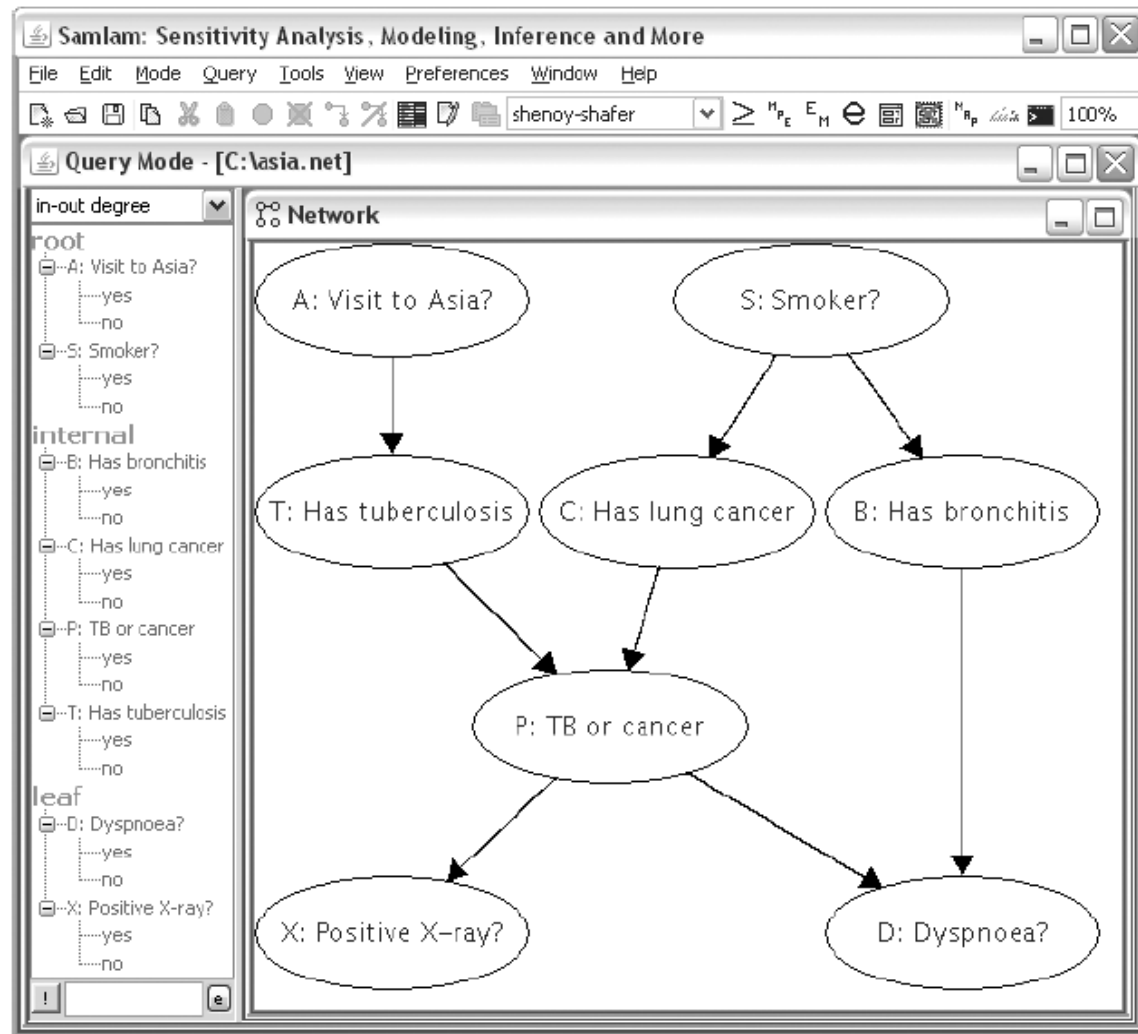 SamIam: Sensitivity Analysis, Modeling, Inference and More
File Edit Mode Query Tools View Preferences Window Help
shenoy-shafer 100%
Query Mode - [C:\asia.net]
in-out degree
root
A: Visit to Asia?
yes
no
S: Smoker?
yes
no
internal
B: Has bronchitis
yes
no
C: Has lung cancer
yes
no
P: TB or cancer
yes
no
T: Has tuberculosis
yes
no
leaf
D: Dyspnoea?
yes
no
X: Positive X-ray?
yes
no
! e
Network
A: Visit to Asia? S: Smoker?
T: Has tuberculosis C: Has lung cancer B: Has bronchitis
P: TB or cancer
X: Positive X-ray? D: Dyspnoea?